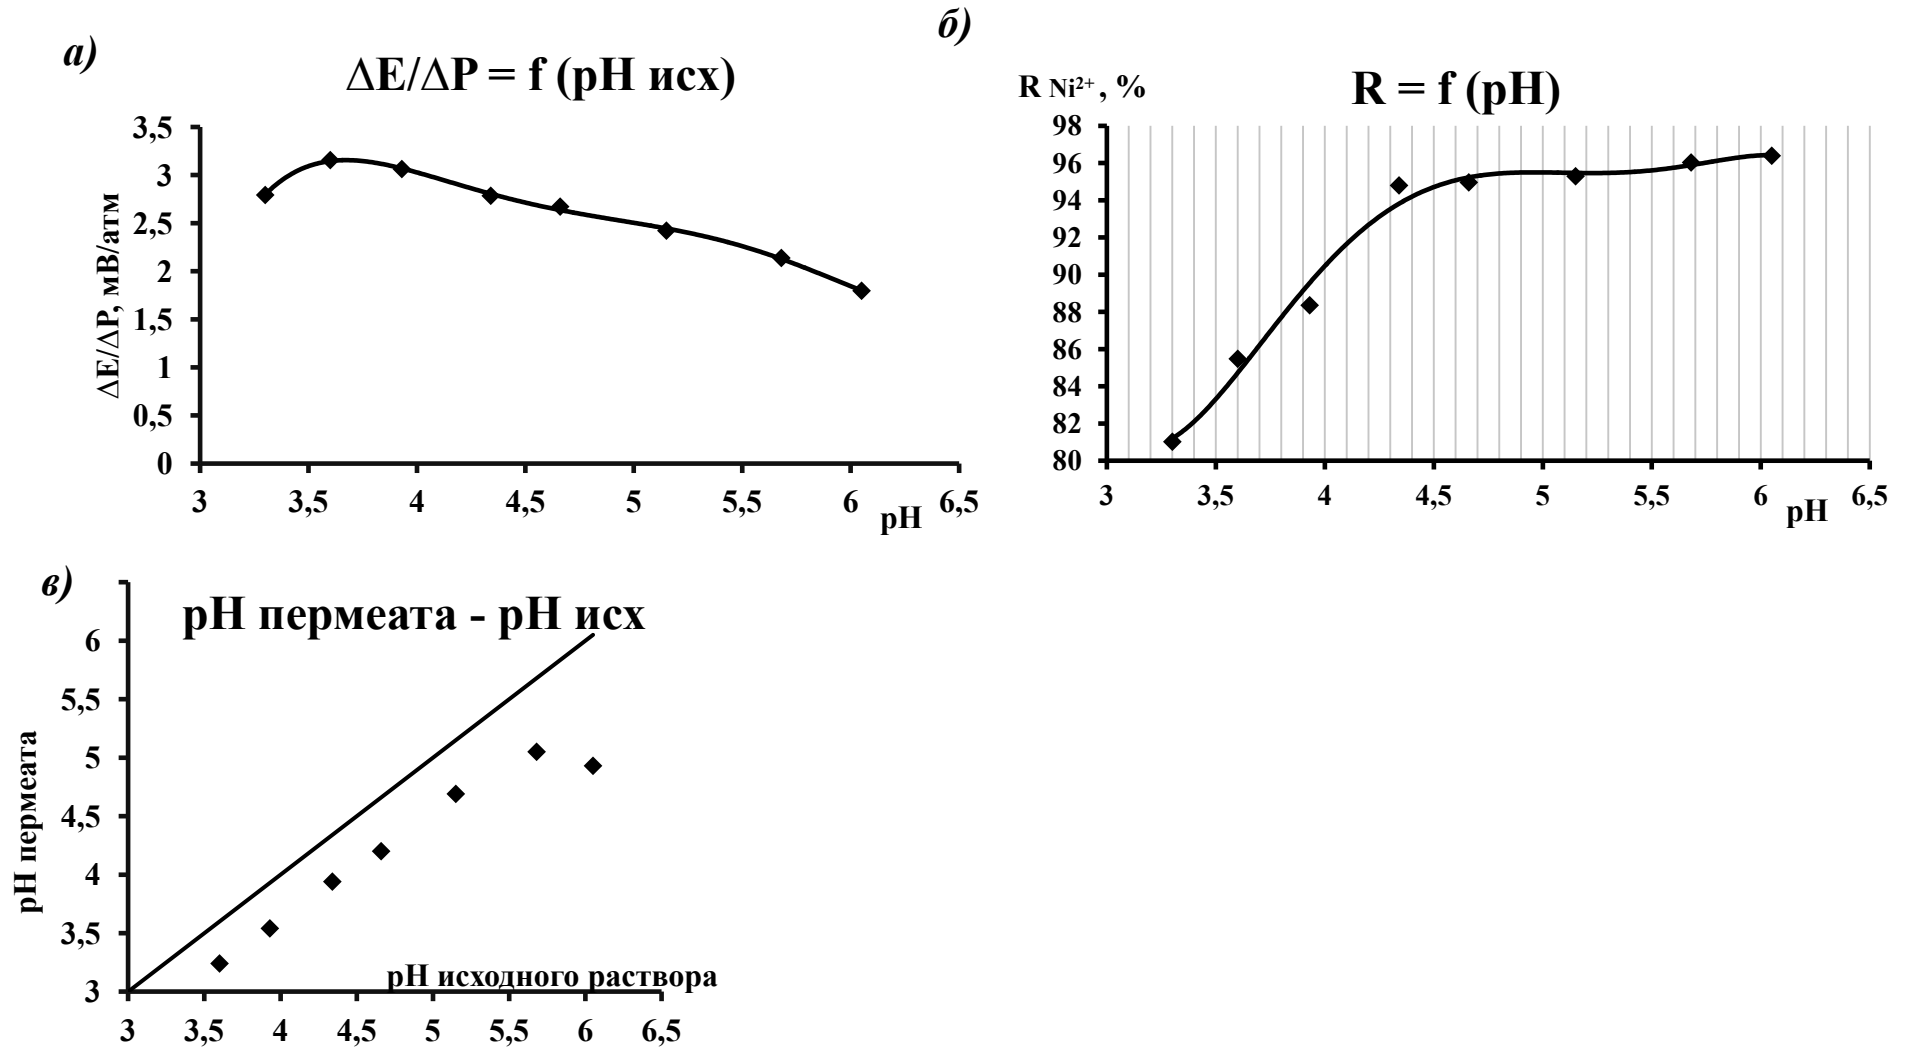 а)
ΔE/ΔP = f (pH исх)
ΔE/ΔP, мВ/атм
3,5
3
2,5
2
1,5
1
0,5
0
3 3,5 4 4,5 5 5,5 6 6,5
pH
б)
R Ni²⁺ , %
R = f (pH)
98
96
94
92
90
88
86
84
82
80
3 3,5 4 4,5 5 5,5 6 6,5
pH
в)
pH пермеата - pH исх
pH пермеата
6
5,5
5
4,5
4
3,5
3
pH исходного раствора
3 3,5 4 4,5 5 5,5 6 6,5